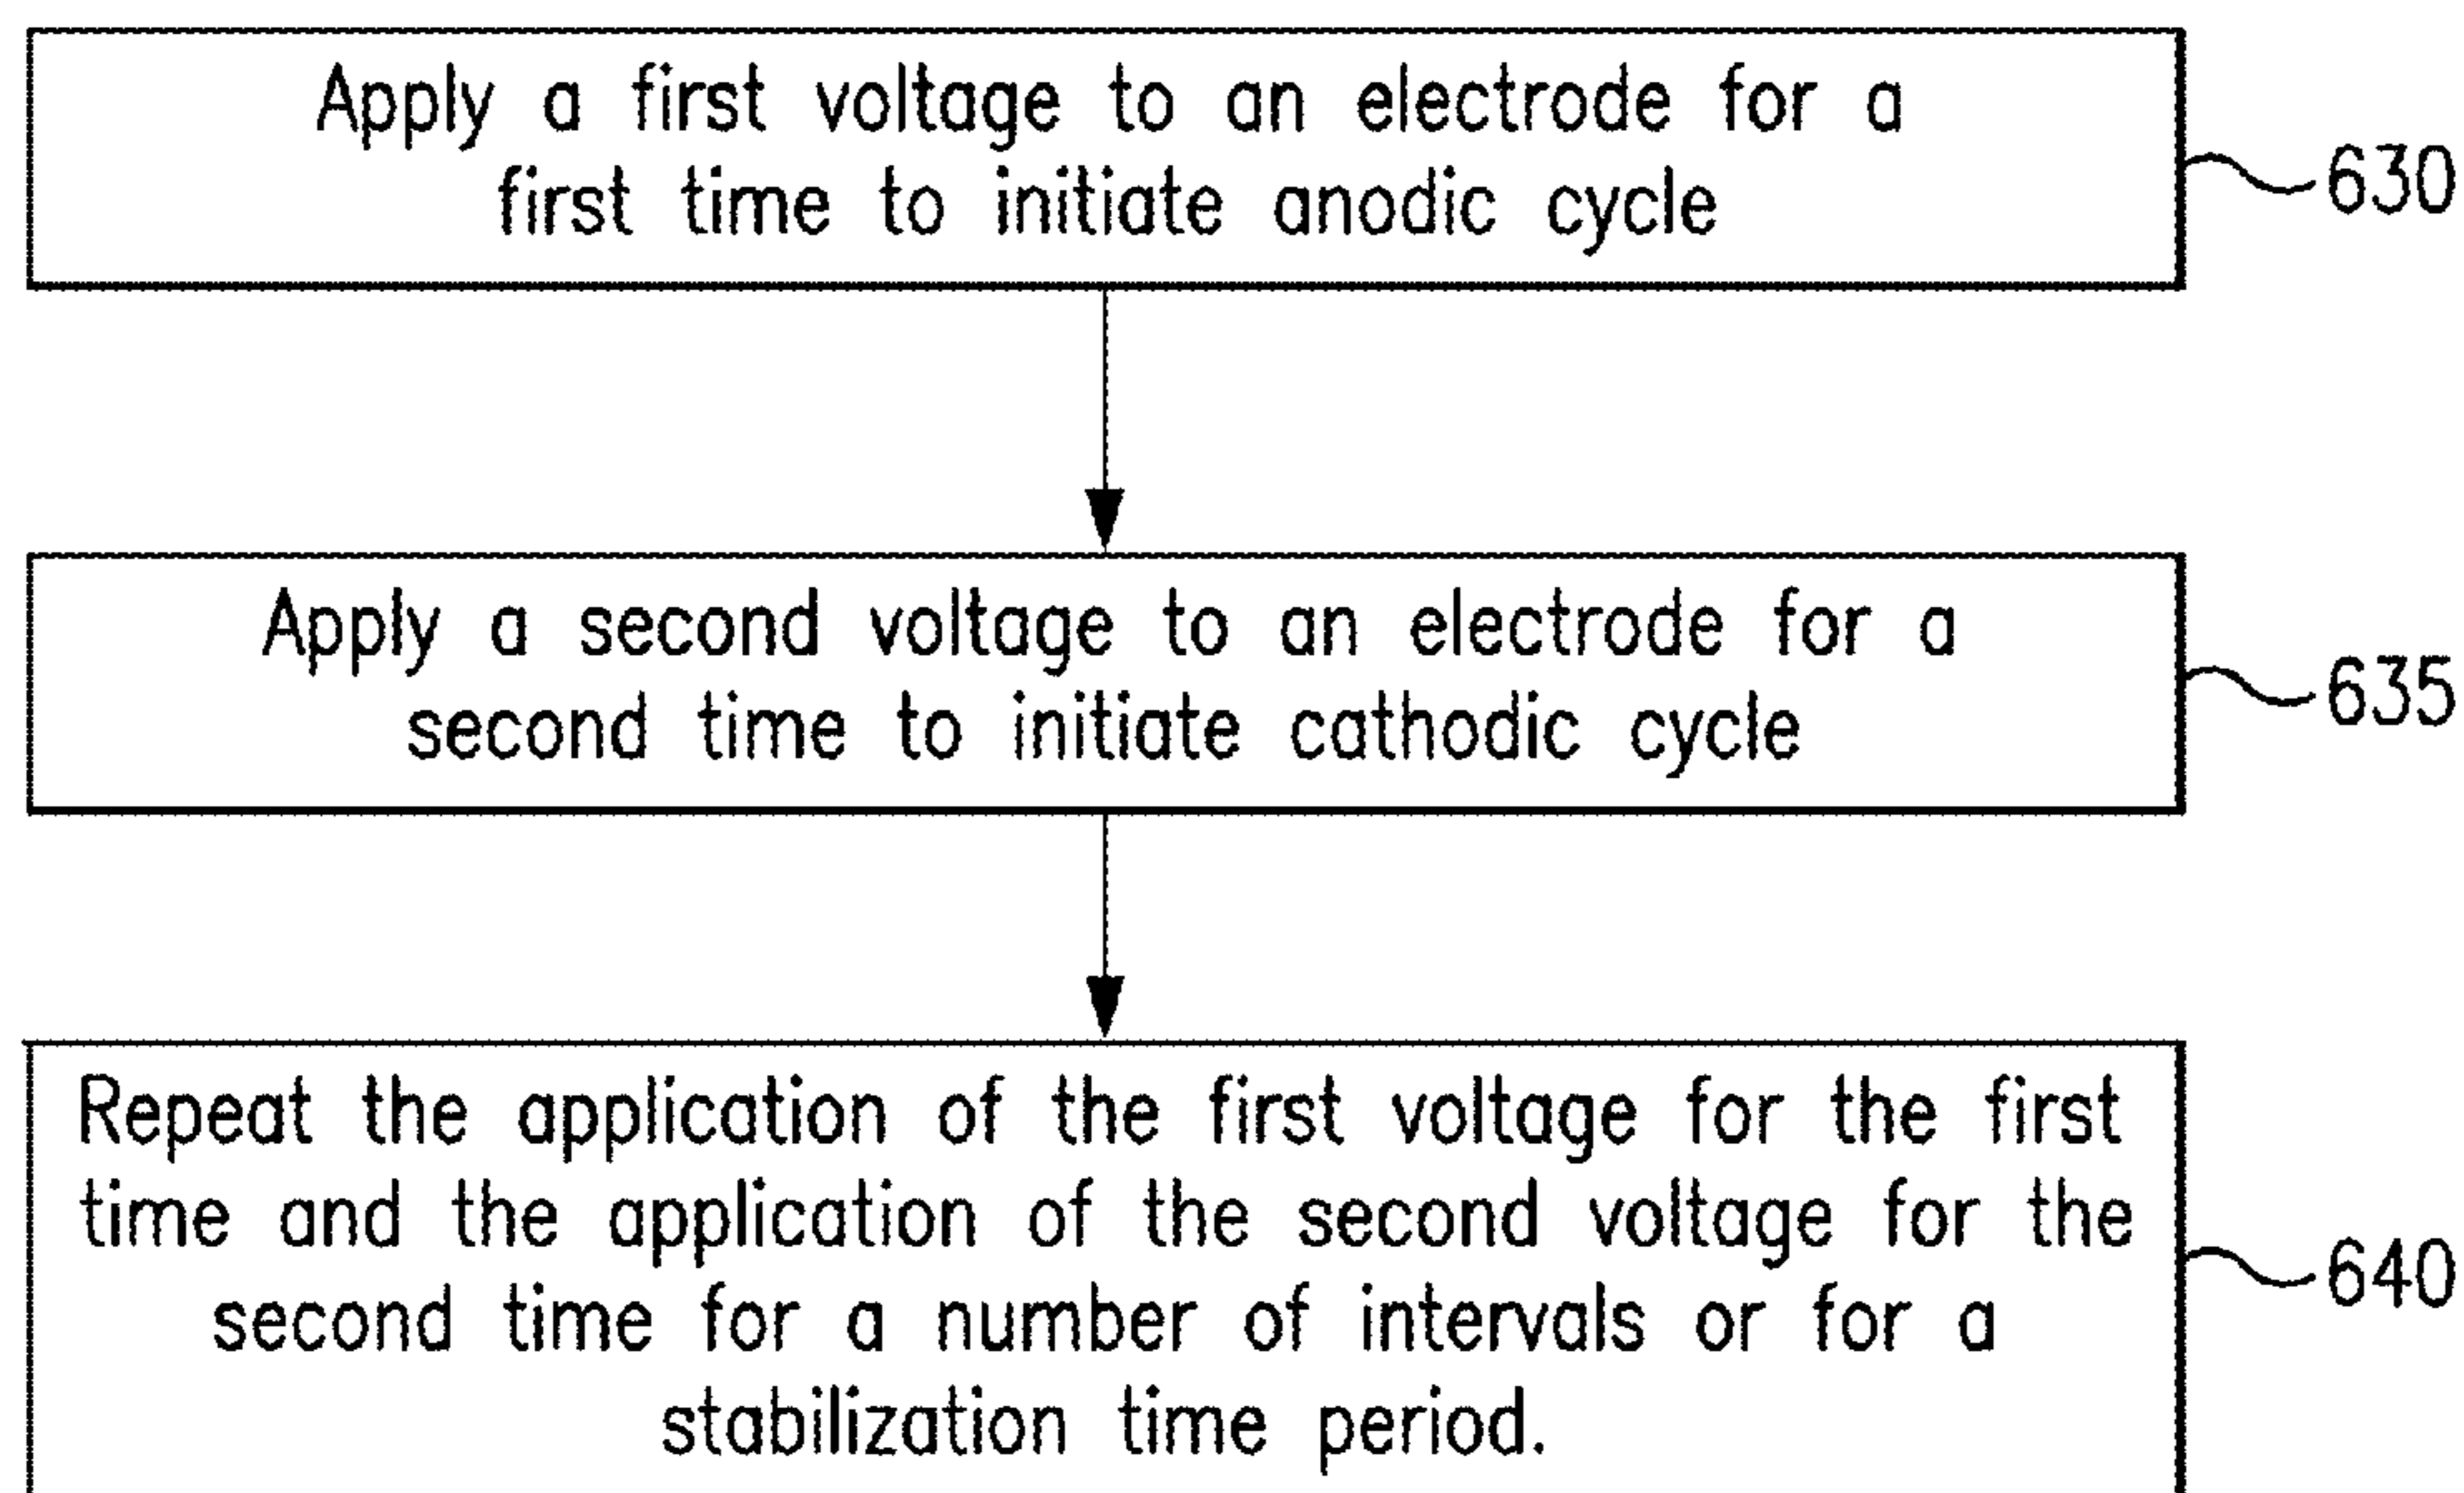 Apply a first voltage to an electrode for a
first time to initiate anodic cycle
630
Apply a second voltage to an electrode for a
second time to initiate cathodic cycle
635
Repeat the application of the first voltage for the first
time and the application of the second voltage for the
second time for a number of intervals or for a
stabilization time period.
640